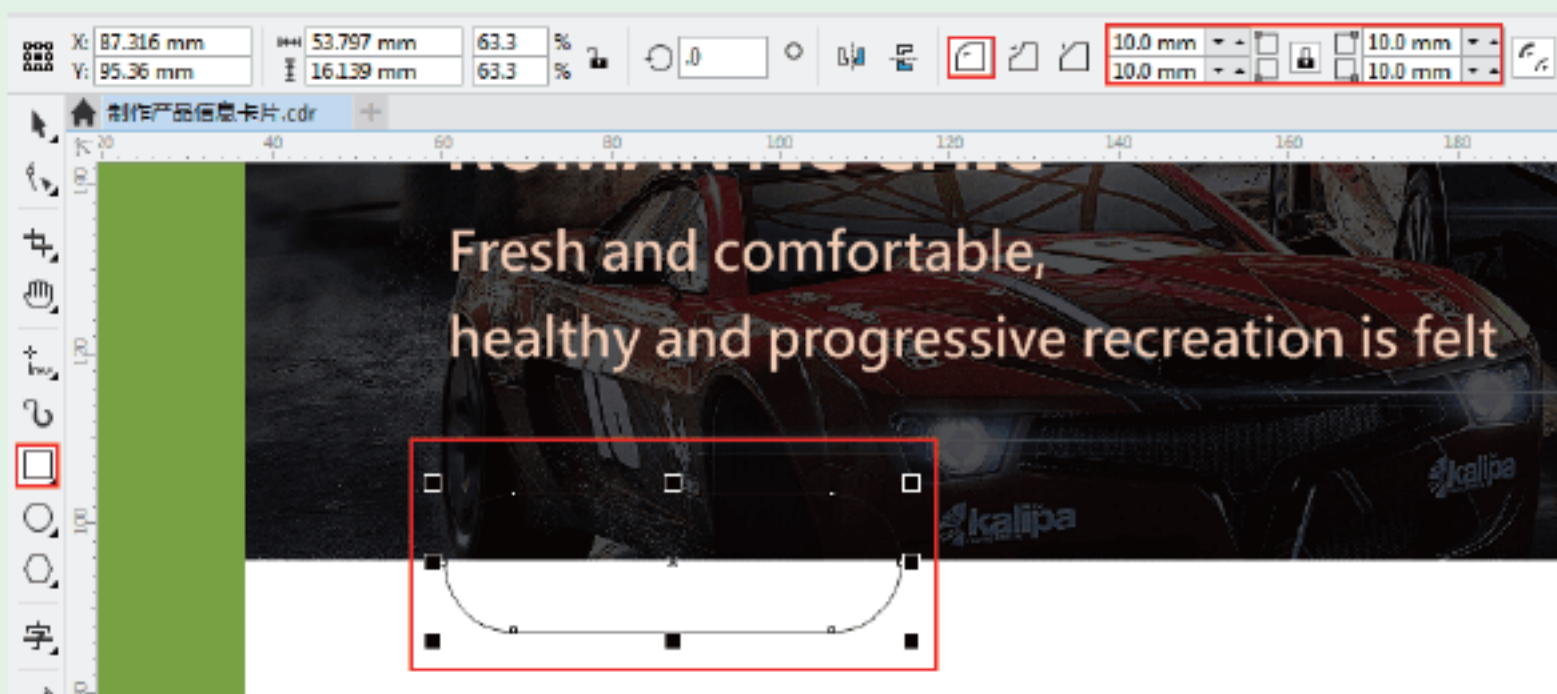 X: 87.316 mm 53.797 mm 63.3 % .0 10.0 mm 10.0 mm
Y: 95.36 mm 16.139 mm 63.3 % 10.0 mm 10.0 mm
制作产品信息卡片.cdr
20 40 60 80 100 120 140 160 180
Fresh and comfortable,
120
healthy and progressive recreation is felt
kalipa
kalipa
100
字